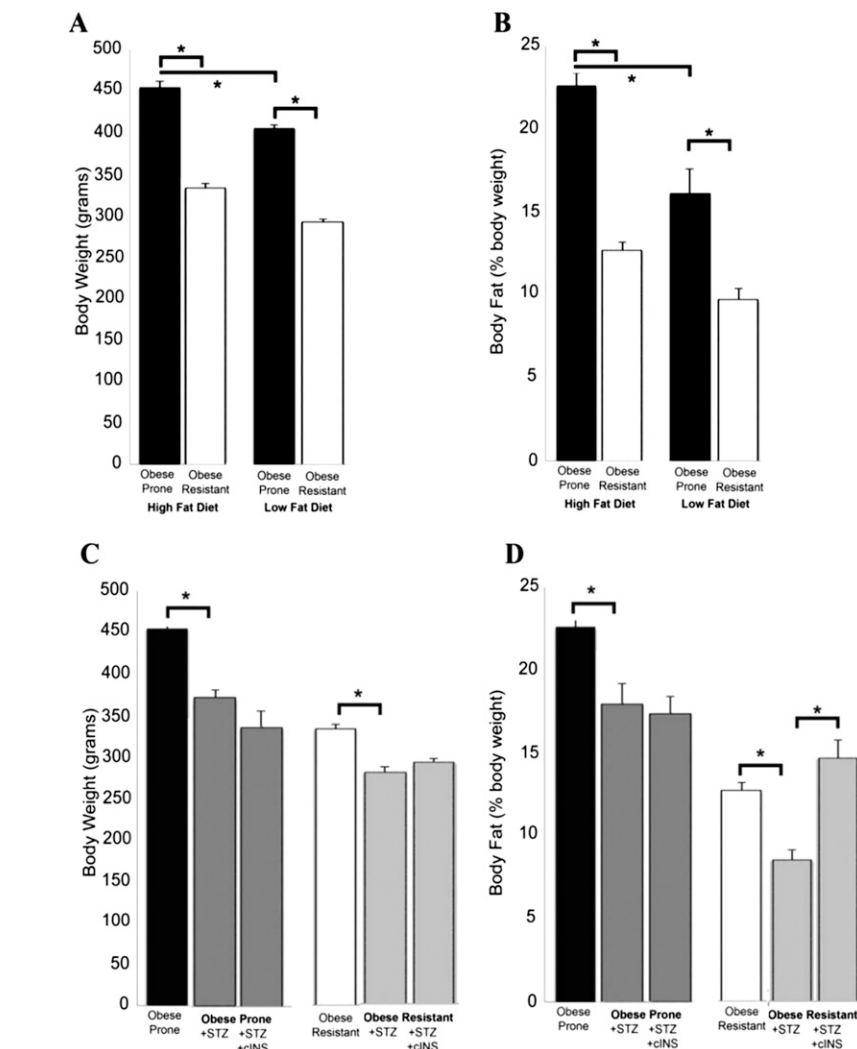 A
Body Weight (grams)
500
450
400
350
300
250
200
150
100
50
0
*
*
*
Obese Prone
Obese Resistant
Obese Prone
Obese Resistant
High Fat Diet
Low Fat Diet
B
Body Fat (% body weight)
25
20
15
10
5
0
*
*
*
Obese Prone
Obese Resistant
Obese Prone
Obese Resistant
High Fat Diet
Low Fat Diet
C
Body Weight (grams)
500
450
400
350
300
250
200
150
100
50
0
*
*
Obese Prone
Obese Prone
+STZ
+STZ +cINS
Obese Resistant
Obese Resistant
+STZ
+STZ +cINS
D
Body Fat (% body weight)
25
20
15
10
5
0
*
*
*
Obese Prone
Obese Prone
+STZ
+STZ +cINS
Obese Resistant
Obese Resistant
+STZ
+STZ +cINS